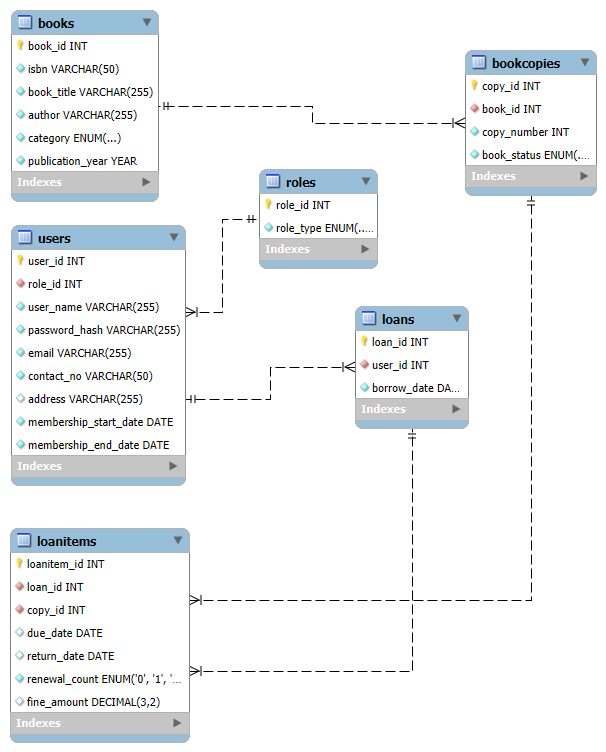 books
book_id INT
isbn VARCHAR(50)
book_title VARCHAR(255)
author VARCHAR(255)
category ENUM(...)
publication_year YEAR
Indexes
bookcopies
copy_id INT
book_id INT
copy_number INT
book_status ENUM(...
Indexes
roles
role_id INT
role_type ENUM(...
Indexes
users
user_id INT
role_id INT
user_name VARCHAR(255)
password_hash VARCHAR(255)
email VARCHAR(255)
contact_no VARCHAR(50)
address VARCHAR(255)
membership_start_date DATE
membership_end_date DATE
Indexes
loans
loan_id INT
user_id INT
borrow_date DA...
Indexes
loanitems
loanitem_id INT
loan_id INT
copy_id INT
due_date DATE
return_date DATE
renewal_count ENUM('0', '1', '...
fine_amount DECIMAL(3,2)
Indexes